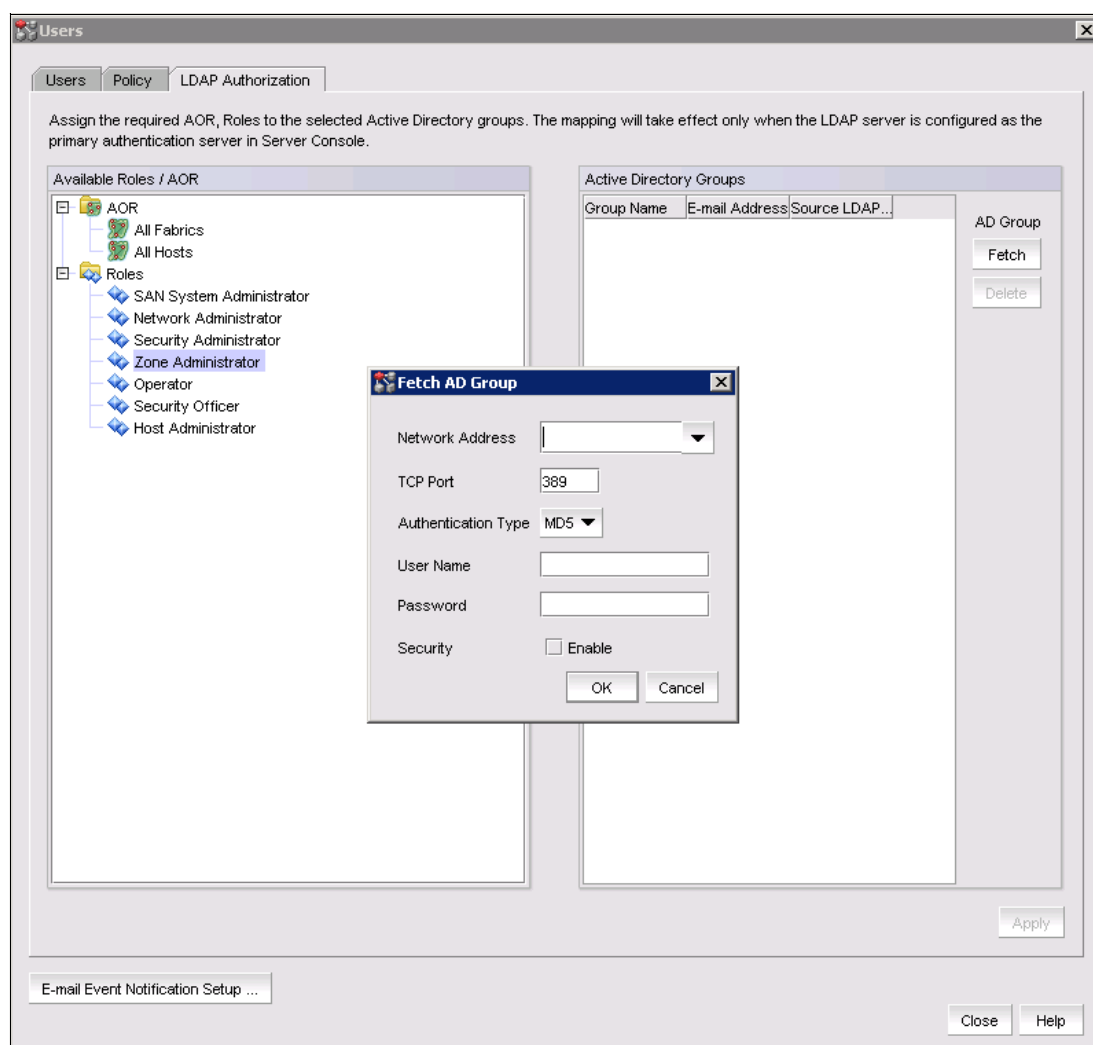 Users
Users Policy LDAP Authorization
Assign the required AOR, Roles to the selected Active Directory groups. The mapping will take effect only when the LDAP server is configured as the
primary authentication server in Server Console.
Available Roles / AOR
AOR
All Fabrics
All Hosts
Roles
SAN System Administrator
Network Administrator
Security Administrator
Zone Administrator
Operator
Security Officer
Host Administrator
Active Directory Groups
Group Name E-mail Address Source LDAP...
AD Group
Fetch
Delete
Fetch AD Group
Network Address
TCP Port 389
Authentication Type MD5
User Name
Password
Security Enable
OK Cancel
Apply
E-mail Event Notification Setup ...
Close Help